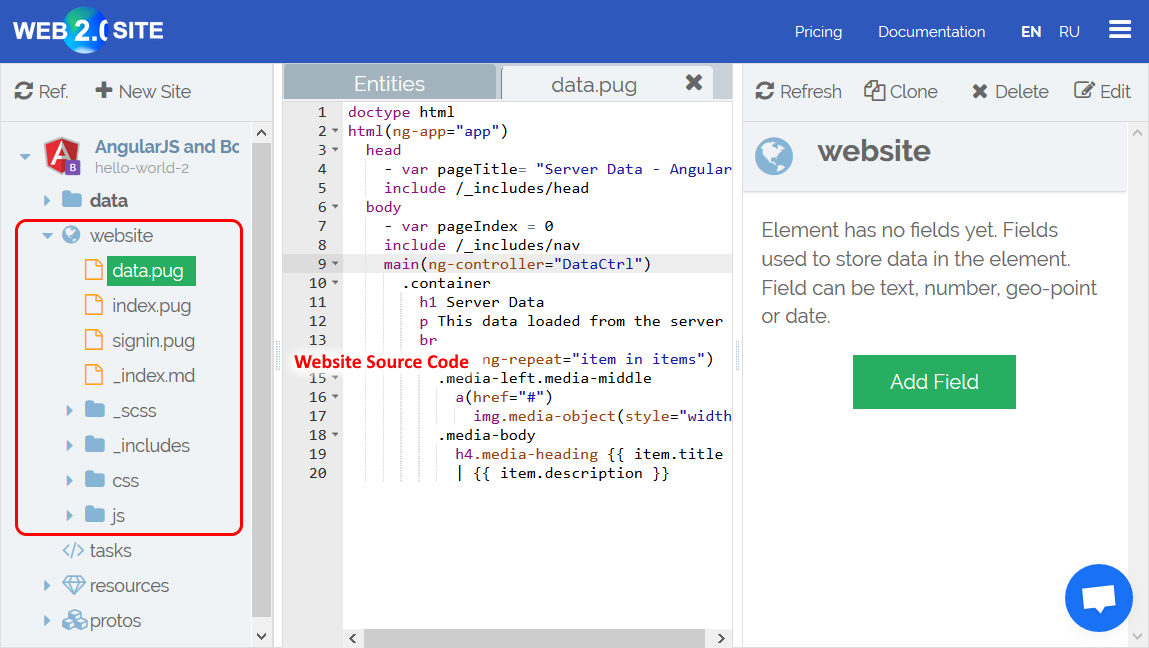 WEB 2.0 SITE
Pricing
Documentation
EN
RU
Ref.
New Site
AngularJS and Bo
hello-world-2
data
website
data.pug
index.pug
signin.pug
_index.md
_scss
_includes
css
js
tasks
resources
protos
Entities
data.pug
1 doctype html
2 html(ng-app="app")
3 head
4 - var pageTitle= "Server Data - Angular
5 include /_includes/head
6 body
7 - var pageIndex = 0
8 include /_includes/nav
9 main(ng-controller="DataCtrl")
10 .container
11 h1 Server Data
12 p This data loaded from the server
13 br
Website Source Code
ng-repeat="item in items")
15 .media-left.media-middle
16 a(href="#")
17 img.media-object(style="width
18 .media-body
19 h4.media-heading {{ item.title
20 | {{ item.description }}
Refresh
Clone
Delete
Edit
website
Element has no fields yet. Fields
used to store data in the element.
Field can be text, number, geo-point
or date.
Add Field